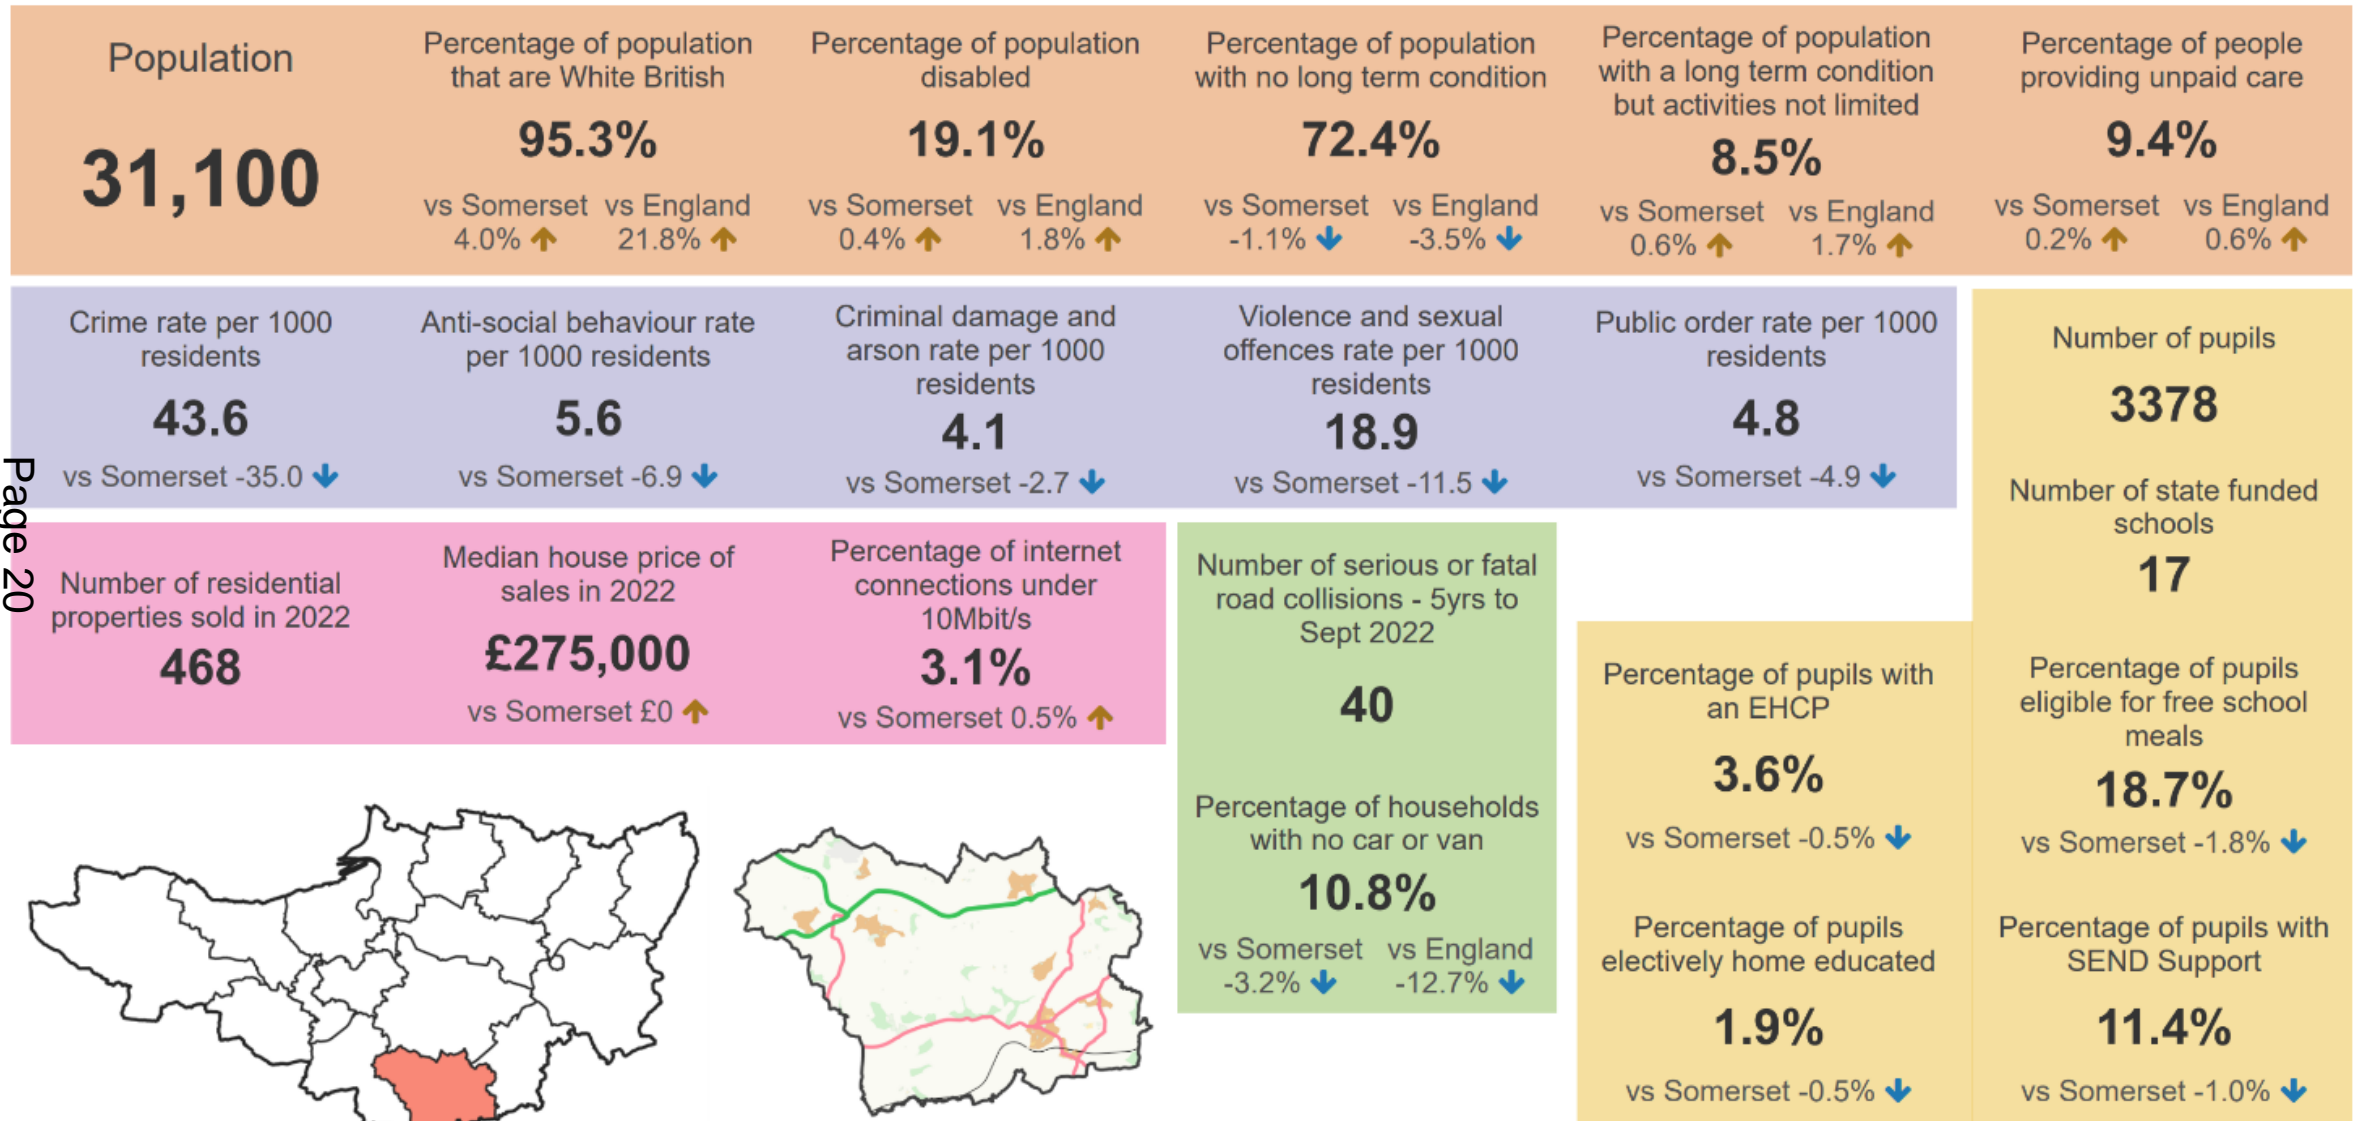 Population
31,100
Percentage of population
that are White British
95.3%
vs Somerset vs England
4.0% ↑ 21.8% ↑
Percentage of population
disabled
19.1%
vs Somerset vs England
0.4% ↑ 1.8% ↑
Percentage of population
with no long term condition
72.4%
vs Somerset vs England
-1.1% ↓ -3.5% ↓
Percentage of population
with a long term condition
but activities not limited
8.5%
vs Somerset vs England
0.6% ↑ 1.7% ↑
Percentage of people
providing unpaid care
9.4%
vs Somerset vs England
0.2% ↑ 0.6% ↑
Crime rate per 1000
residents
43.6
vs Somerset -35.0 ↓
Anti-social behaviour rate
per 1000 residents
5.6
vs Somerset -6.9 ↓
Criminal damage and
arson rate per 1000
residents
4.1
vs Somerset -2.7 ↓
Violence and sexual
offences rate per 1000
residents
18.9
vs Somerset -11.5 ↓
Public order rate per 1000
residents
4.8
vs Somerset -4.9 ↓
Number of pupils
3378
Number of state funded
schools
17
Percentage of pupils
eligible for free school
meals
18.7%
vs Somerset -1.8% ↓
Percentage of pupils with
SEND Support
11.4%
vs Somerset -1.0% ↓
Page 20
Number of residential
properties sold in 2022
468
Median house price of
sales in 2022
£275,000
vs Somerset £0 ↑
Percentage of internet
connections under
10Mbit/s
3.1%
vs Somerset 0.5% ↑
Number of serious or fatal
road collisions - 5yrs to
Sept 2022
40
Percentage of households
with no car or van
10.8%
vs Somerset vs England
-3.2% ↓ -12.7% ↓
Percentage of pupils with
an EHCP
3.6%
vs Somerset -0.5% ↓
Percentage of pupils
electively home educated
1.9%
vs Somerset -0.5% ↓